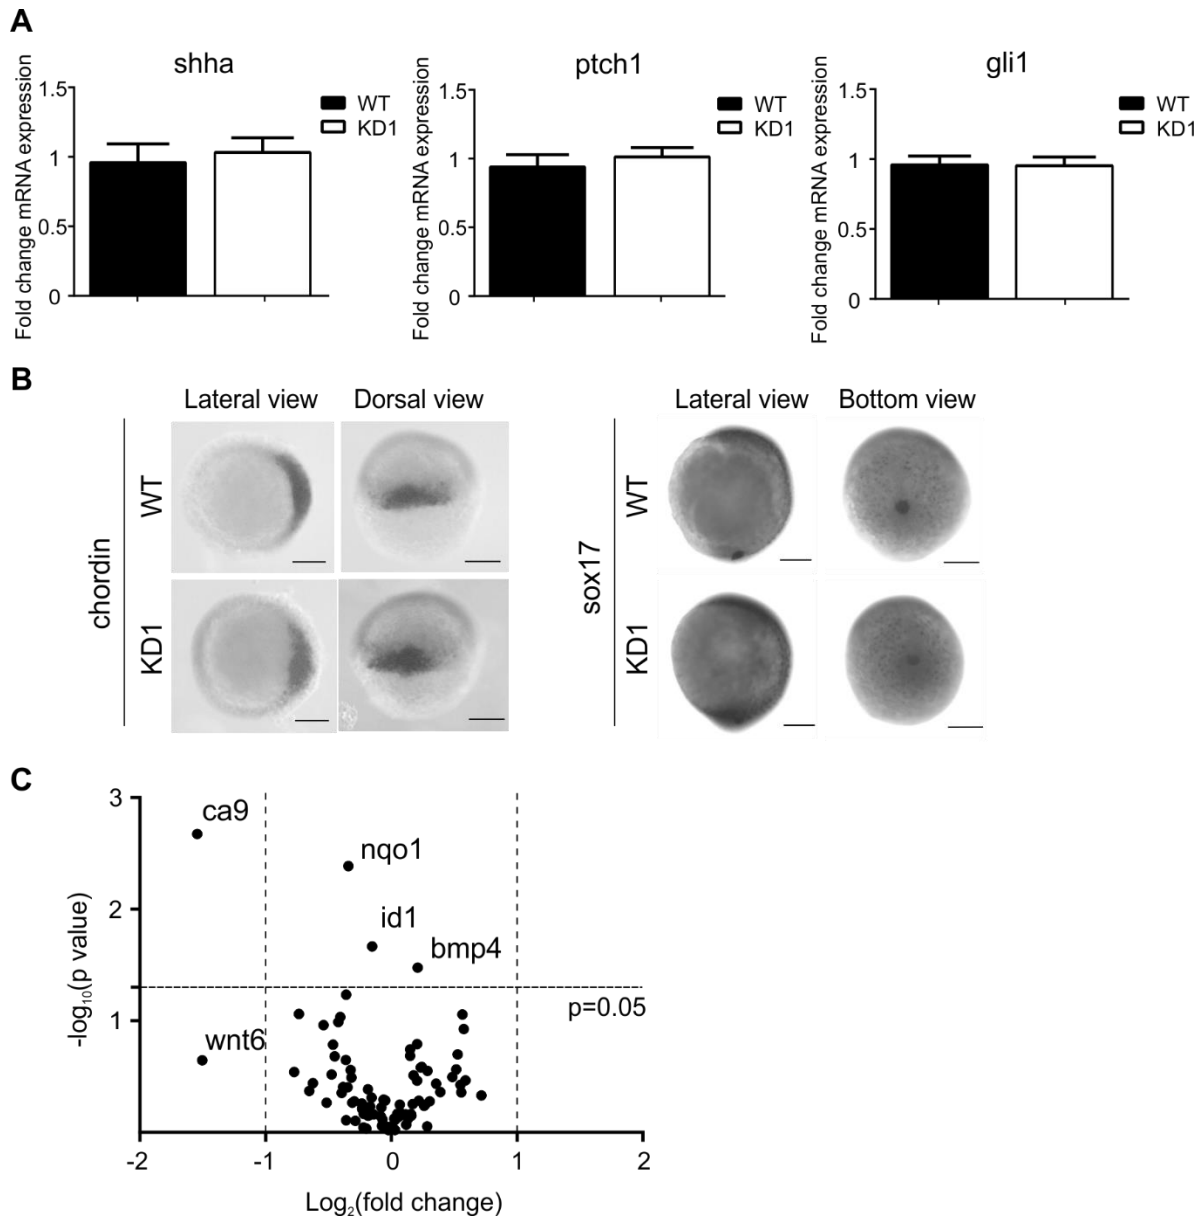 A
shha
ptch1
gli1
Fold change mRNA expression
1.5
1
0.5
0
WT
KD1
Fold change mRNA expression
1.5
1
0.5
0
WT
KD1
Fold change mRNA expression
1.5
1
0.5
0
WT
KD1
B
Lateral view
Dorsal view
Lateral view
Bottom view
chordin
WT
KD1
sox17
WT
KD1
C
3
2
1
-log10(p value)
ca9
nqo1
id1
bmp4
p=0.05
wnt6
-2
-1
0
1
2
Log2(fold change)